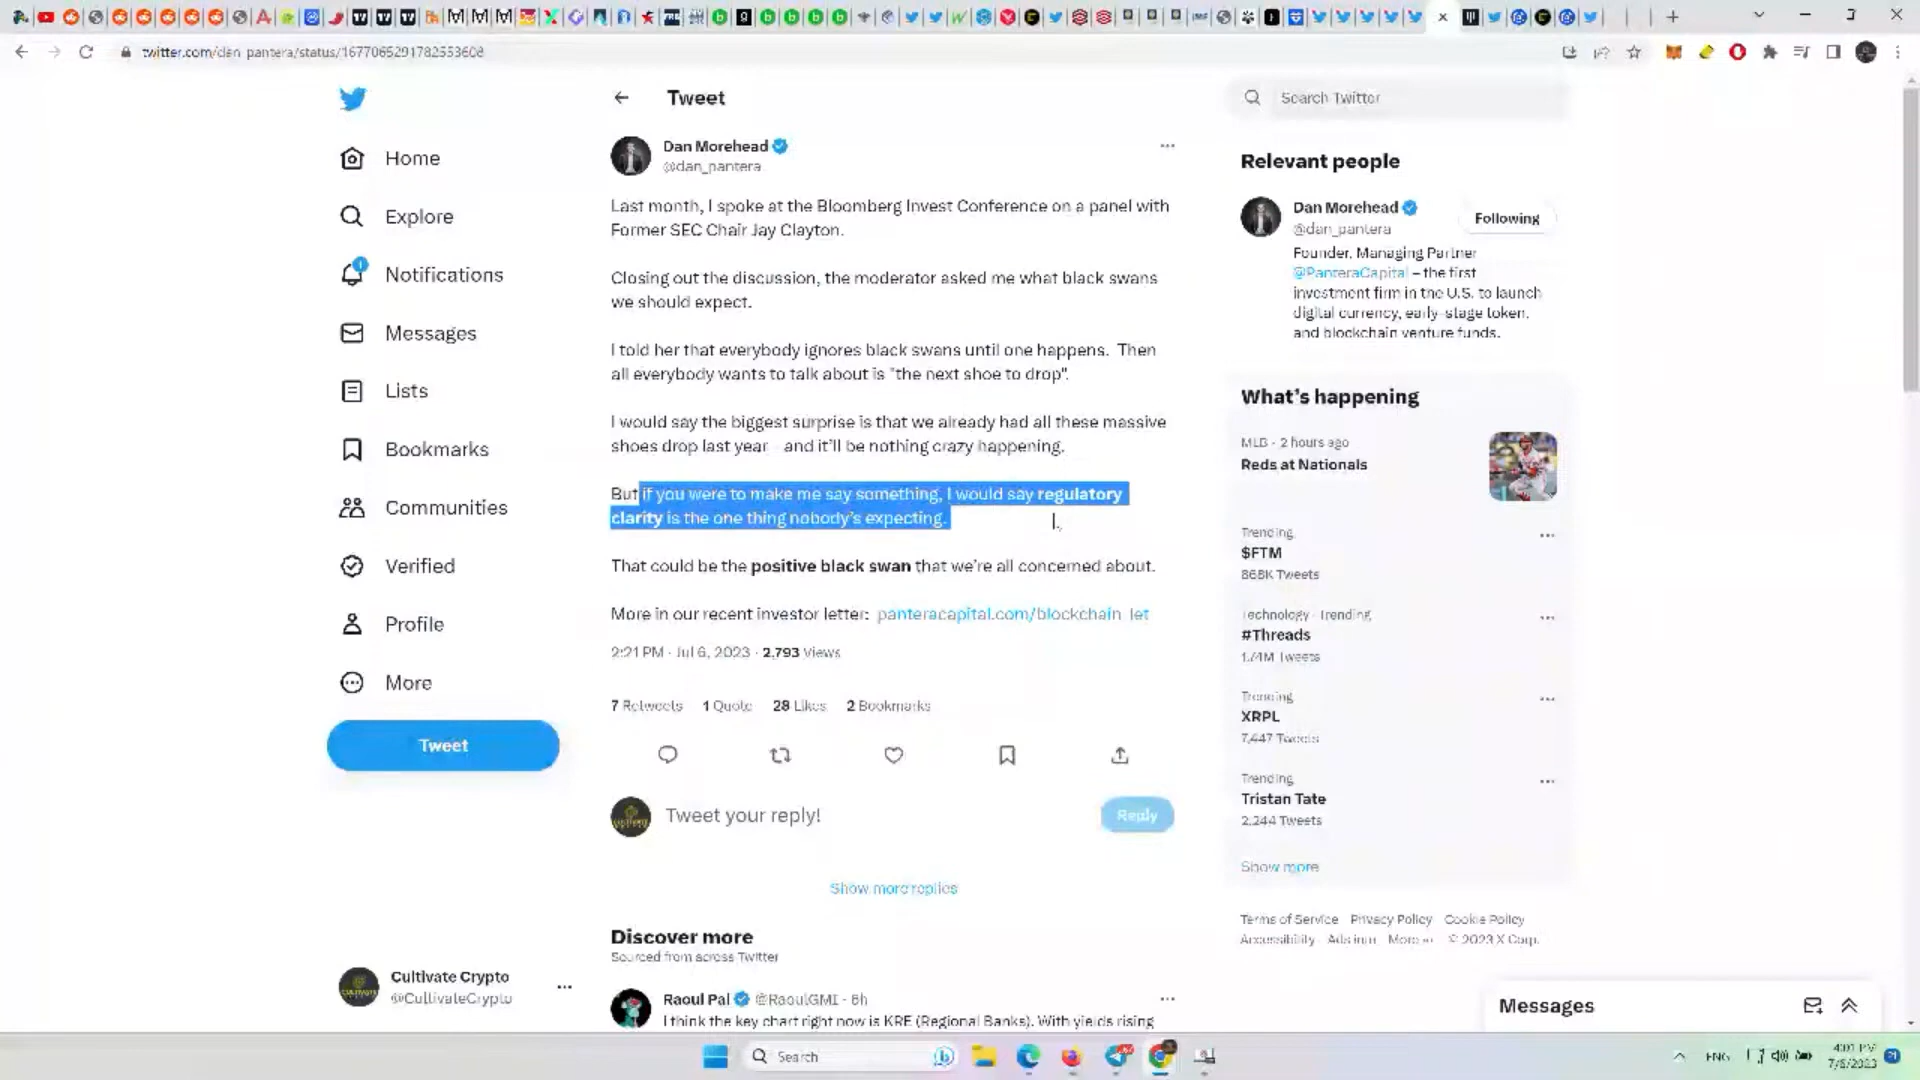 twitter.com/dan_pantera/status/1677065291782553608
Tweet
Search Twitter
Home
Explore
Notifications
Messages
Lists
Bookmarks
Communities
Verified
Profile
More
Tweet
Cultivate Crypto
@CultivateCrypto
Dan Morehead
@dan_pantera
Last month, I spoke at the Bloomberg Invest Conference on a panel with
Former SEC Chair Jay Clayton.
Closing out the discussion, the moderator asked me what black swans
we should expect.
I told her that everybody ignores black swans until one happens. Then
all everybody wants to talk about is "the next shoe to drop".
I would say the biggest surprise is that we already had all these massive
shoes drop last year – and it'll be nothing crazy happening.
But if you were to make me say something, I would say regulatory
clarity is the one thing nobody's expecting.
That could be the positive black swan that we're all concerned about.
More in our recent investor letter: panteracapital.com/blockchain-let
2:21 PM · Jul 6, 2023 · 2,793 Views
7 Retweets 1 Quote 28 Likes 2 Bookmarks
Tweet your reply!
Reply
Show more replies
Discover more
Sourced from across Twitter
Raoul Pal @RaoulGMI · 6h
I think the key chart right now is KRE (Regional Banks). With yields rising
Relevant people
Dan Morehead
@dan_pantera
Following
Founder, Managing Partner
@PanteraCapital – the first
investment firm in the U.S. to launch
digital currency, early-stage token,
and blockchain venture funds.
What's happening
MLB · 2 hours ago
Reds at Nationals
Trending
$FTM
868K Tweets
Technology · Trending
#Threads
1.74M Tweets
Trending
XRPL
7,447 Tweets
Trending
Tristan Tate
2,244 Tweets
Show more
Terms of Service Privacy Policy Cookie Policy
Accessibility Ads info More ··· © 2023 X Corp.
Messages
Search
ENG
4:01 PM
7/6/2023